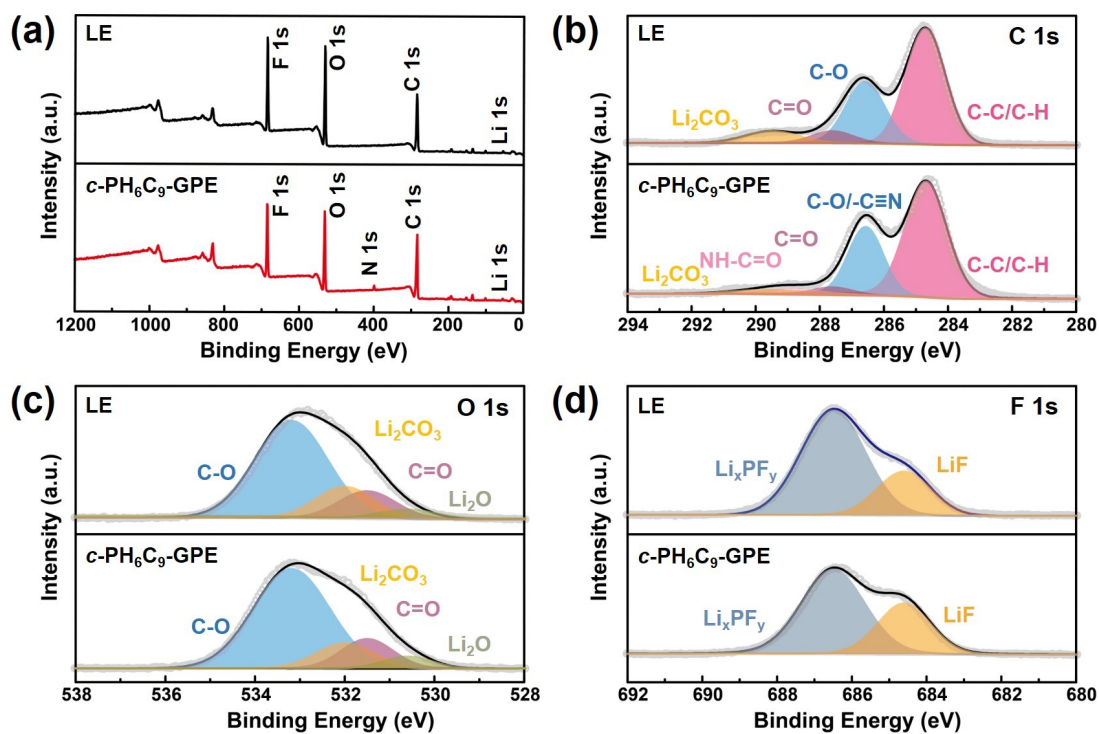 (a)
LE
F 1s
O 1s
C 1s
Li 1s
c-PH₆C₉-GPE
F 1s
O 1s
N 1s
C 1s
Li 1s
Intensity (a.u.)
1200 1000 800 600 400 200 0
Binding Energy (eV)
(b)
LE
C 1s
C-O
C=O
Li₂CO₃
C-C/C-H
c-PH₆C₉-GPE
C-O/-C≡N
C=O
NH-C=O
Li₂CO₃
C-C/C-H
Intensity (a.u.)
294 292 290 288 286 284 282 280
Binding Energy (eV)
(c)
LE
O 1s
Li₂CO₃
C-O
C=O
Li₂O
c-PH₆C₉-GPE
Li₂CO₃
C=O
C-O
Li₂O
Intensity (a.u.)
538 536 534 532 530 528
Binding Energy (eV)
(d)
LE
F 1s
LiₓPFᵧ
LiF
c-PH₆C₉-GPE
LiₓPFᵧ
LiF
Intensity (a.u.)
692 690 688 686 684 682 680
Binding Energy (eV)